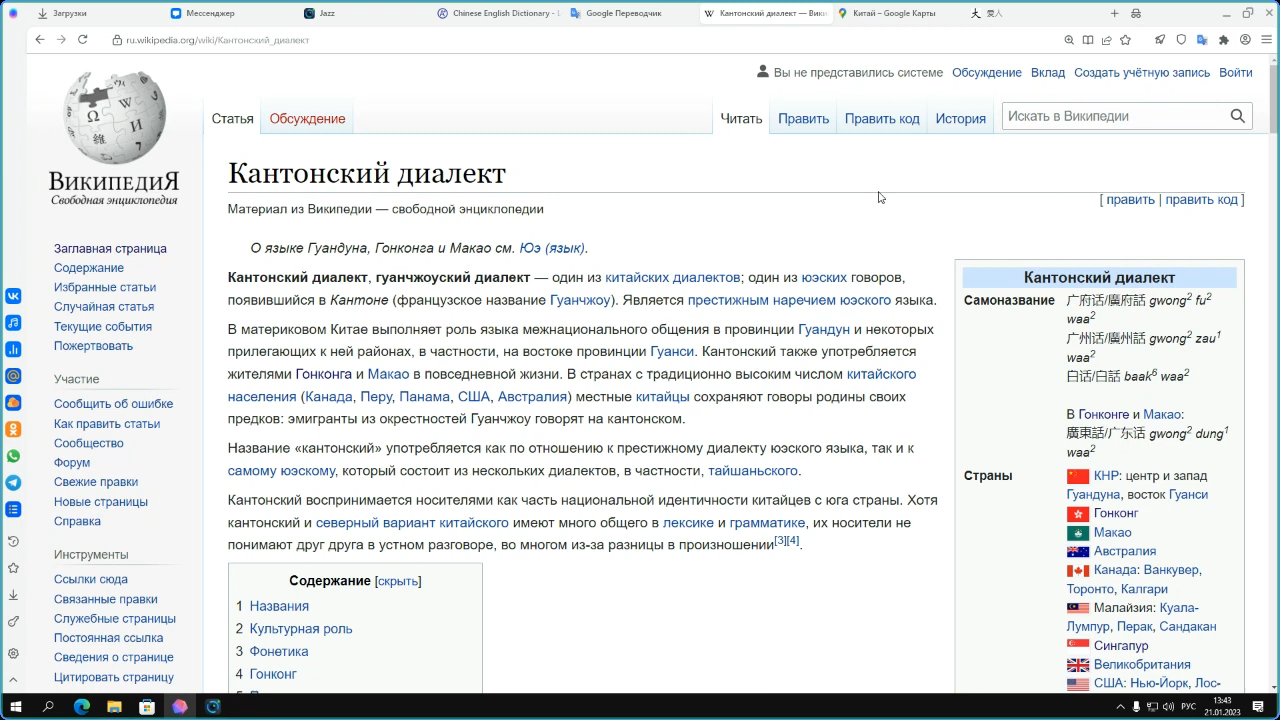 Загрузки
Мессенджер
Jazz
Chinese English Dictionary - L
Google Переводчик
Кантонский диалект — Вики
Китай – Google Карты
爱人
ru.wikipedia.org/wiki/Кантонский_диалект
Вы не представились системе Обсуждение Вклад Создать учётную запись Войти
Статья Обсуждение Читать Править Править код История Искать в Википедии
ВИКИПЕДИЯ
Свободная энциклопедия
Заглавная страница
Содержание
Избранные статьи
Случайная статья
Текущие события
Пожертвовать
Участие
Сообщить об ошибке
Как править статьи
Сообщество
Форум
Свежие правки
Новые страницы
Справка
Инструменты
Ссылки сюда
Связанные правки
Служебные страницы
Постоянная ссылка
Сведения о странице
Цитировать страницу
Кантонский диалект
[ править | править код ]
Материал из Википедии — свободной энциклопедии
О языке Гуандуна, Гонконга и Макао см. Юэ (язык).
Кантонский диалект, гуанчжоуский диалект — один из китайских диалектов; один из юэских говоров,
появившийся в Кантоне (французское название Гуанчжоу). Является престижным наречием юэского языка.
В материковом Китае выполняет роль языка межнационального общения в провинции Гуандун и некоторых
прилегающих к ней районах, в частности, на востоке провинции Гуанси. Кантонский также употребляется
жителями Гонконга и Макао в повседневной жизни. В странах с традиционно высоким числом китайского
населения (Канада, Перу, Панама, США, Австралия) местные китайцы сохраняют говоры родины своих
предков: эмигранты из окрестностей Гуанчжоу говорят на кантонском.
Название «кантонский» употребляется как по отношению к престижному диалекту юэского языка, так и к
самому юэскому, который состоит из нескольких диалектов, в частности, тайшаньского.
Кантонский воспринимается носителями как часть национальной идентичности китайцев с юга страны. Хотя
кантонский и северный вариант китайского имеют много общего в лексике и грамматике, их носители не
понимают друг друга в устном разговоре, во многом из-за разницы в произношении[3][4].
Содержание [скрыть]
1 Названия
2 Культурная роль
3 Фонетика
4 Гонконг
Кантонский диалект
Самоназвание 广府话/廣府話 gwong² fu²
waa²
广州话/廣州話 gwong² zau¹
waa²
白话/白話 baak⁶ waa²
В Гонконге и Макао:
廣東話/广东话 gwong² dung¹
waa²
Страны КНР: центр и запад
Гуандуна, восток Гуанси
Гонконг
Макао
Австралия
Канада: Ванкувер,
Торонто, Калгари
Малайзия: Куала-
Лумпур, Перак, Сандакан
Сингапур
Великобритания
США: Нью-Йорк, Лос-
РУС
13:43
21.01.2023